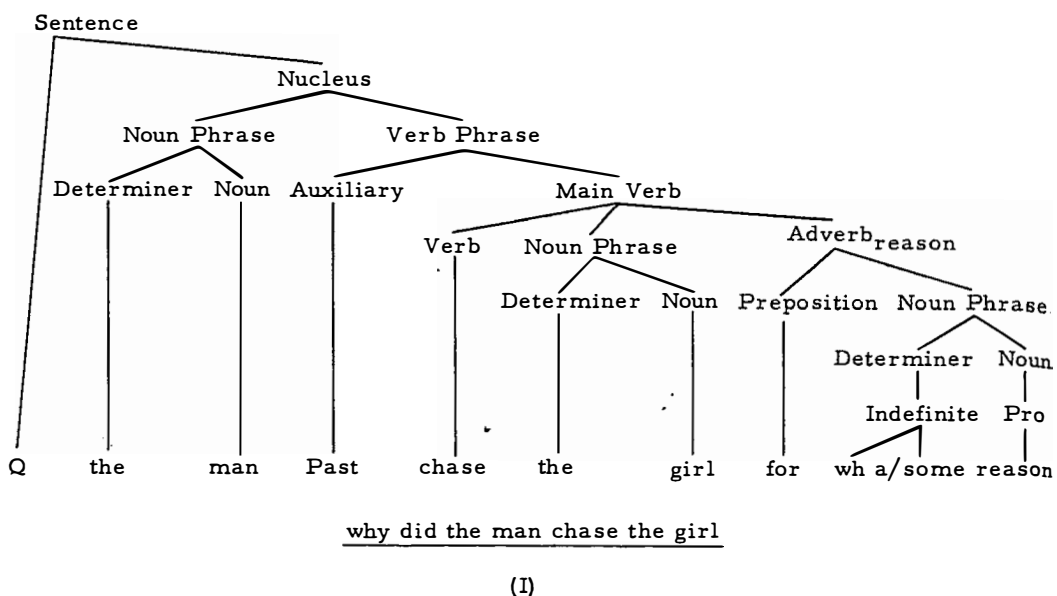 Sentence
Nucleus
Noun Phrase Verb Phrase
Determiner Noun Auxiliary Main Verb
Verb Noun Phrase Adverb reason
Determiner Noun Preposition Noun Phrase
Determiner Noun
Indefinite Pro
Q the man Past chase the girl for wh a/some reason
why did the man chase the girl
(I)